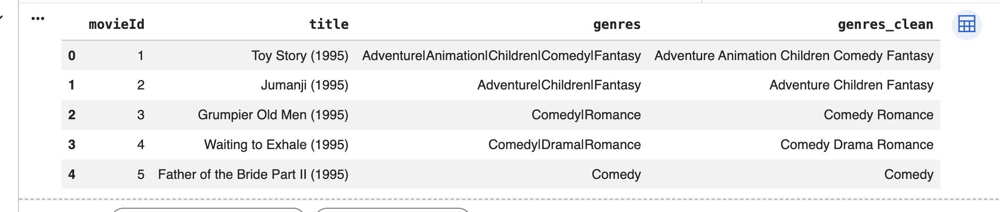 movieId title genres genres_clean
0 1 Toy Story (1995) Adventure|Animation|Children|Comedy|Fantasy Adventure Animation Children Comedy Fantasy
1 2 Jumanji (1995) Adventure|Children|Fantasy Adventure Children Fantasy
2 3 Grumpier Old Men (1995) Comedy|Romance Comedy Romance
3 4 Waiting to Exhale (1995) Comedy|Drama|Romance Comedy Drama Romance
4 5 Father of the Bride Part II (1995) Comedy Comedy